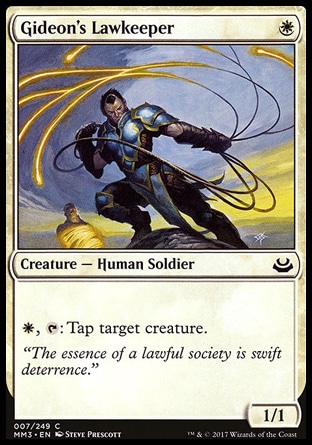 Gideon's Lawkeeper
Creature — Human Soldier
, : Tap target creature.
"The essence of a lawful society is swift
deterrence."
1/1
007/249 C
MM3 • EN Steve Prescott
™ & © 2017 Wizards of the Coast